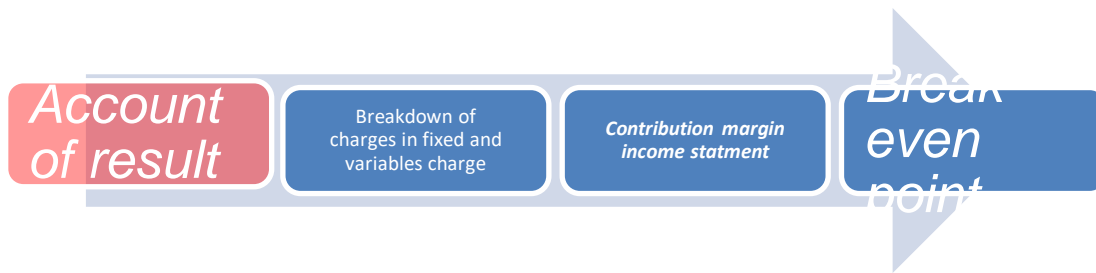 Account
of result
Breakdown of
charges in fixed and
variables charge
Contribution margin
income statment
Break
even
point